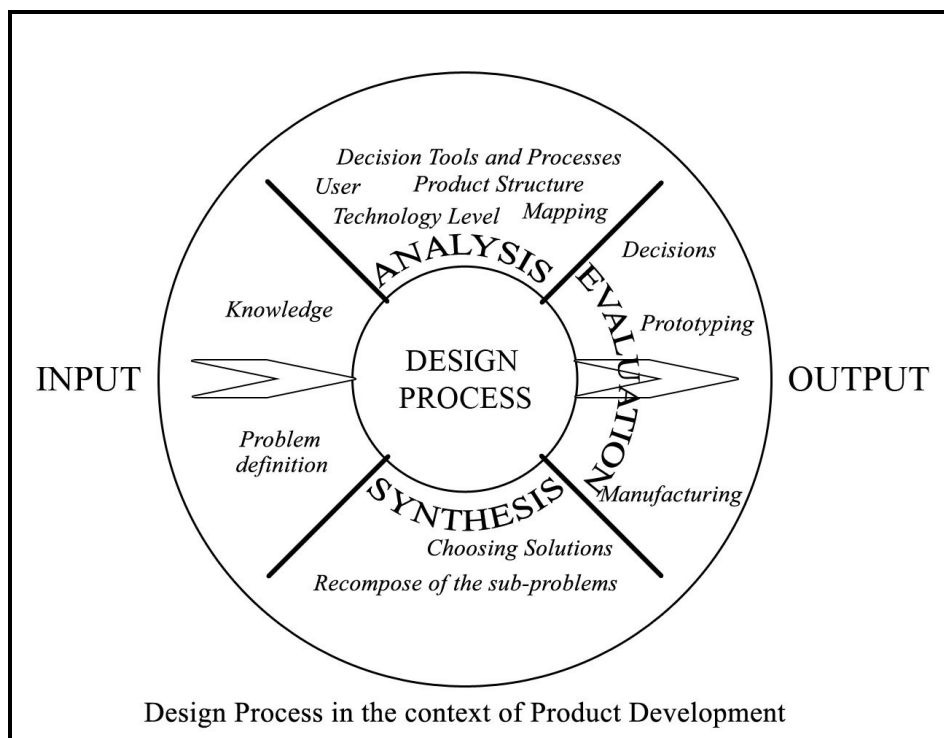 Decision Tools and Processes
User
Product Structure
Technology Level
Mapping
ANALYSIS
EVALUATION
Decisions
Knowledge
Prototyping
INPUT
DESIGN
PROCESS
OUTPUT
Problem
definition
Manufacturing
SYNTHESIS
Choosing Solutions
Recompose of the sub-problems
Design Process in the context of Product Development